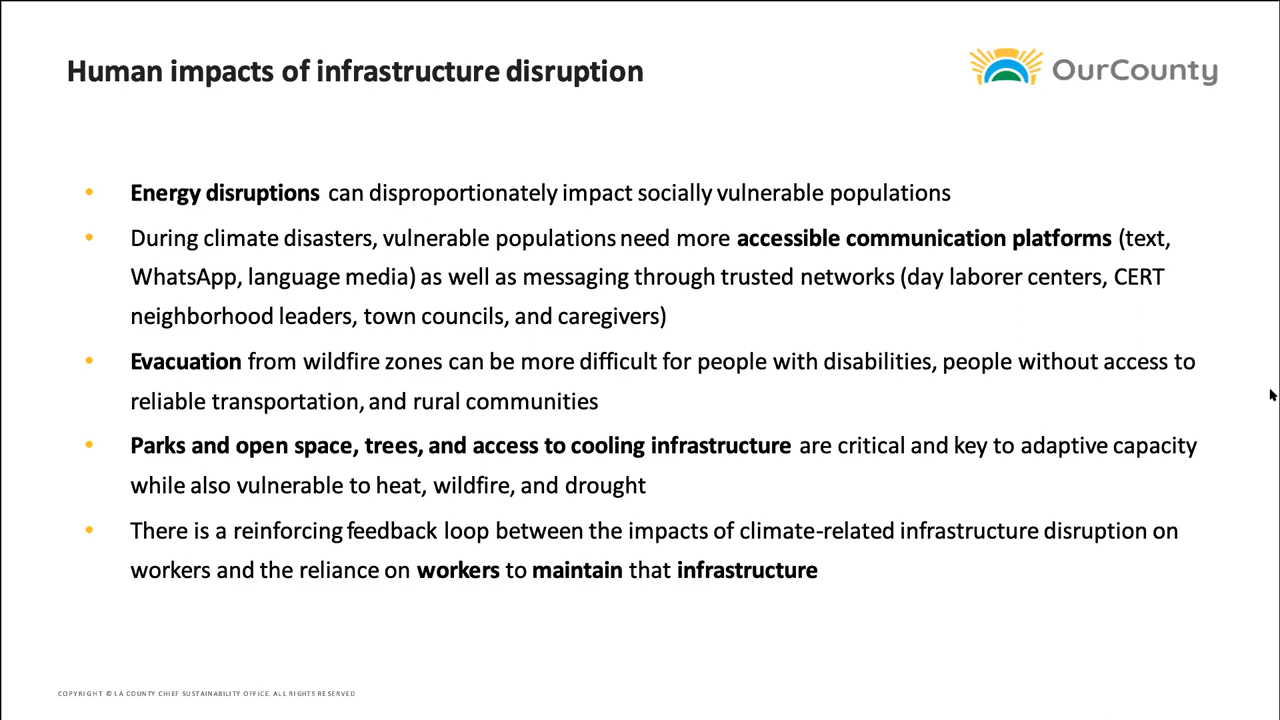 Human impacts of infrastructure disruption
OurCounty
• Energy disruptions can disproportionately impact socially vulnerable populations
• During climate disasters, vulnerable populations need more accessible communication platforms (text,
WhatsApp, language media) as well as messaging through trusted networks (day laborer centers, CERT
neighborhood leaders, town councils, and caregivers)
• Evacuation from wildfire zones can be more difficult for people with disabilities, people without access to
reliable transportation, and rural communities
• Parks and open space, trees, and access to cooling infrastructure are critical and key to adaptive capacity
while also vulnerable to heat, wildfire, and drought
• There is a reinforcing feedback loop between the impacts of climate-related infrastructure disruption on
workers and the reliance on workers to maintain that infrastructure
COPYRIGHT © LA COUNTY CHIEF SUSTAINABILITY OFFICE. ALL RIGHTS RESERVED